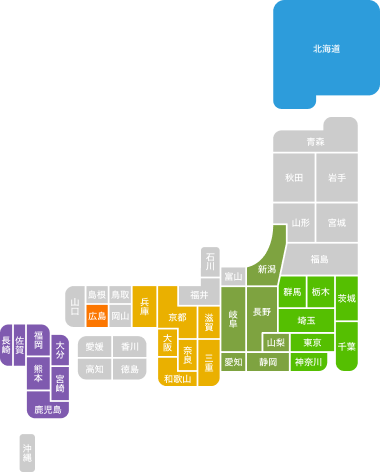 北海道
青森
秋田
岩手
山形
宮城
福島
石川
富山
新潟
福井
群馬
栃木
茨城
埼玉
千葉
東京
神奈川
山梨
長野
岐阜
静岡
愛知
滋賀
京都
兵庫
大阪
奈良
三重
和歌山
鳥取
島根
岡山
広島
山口
愛媛
香川
高知
徳島
福岡
大分
佐賀
長崎
熊本
宮崎
鹿児島
沖縄